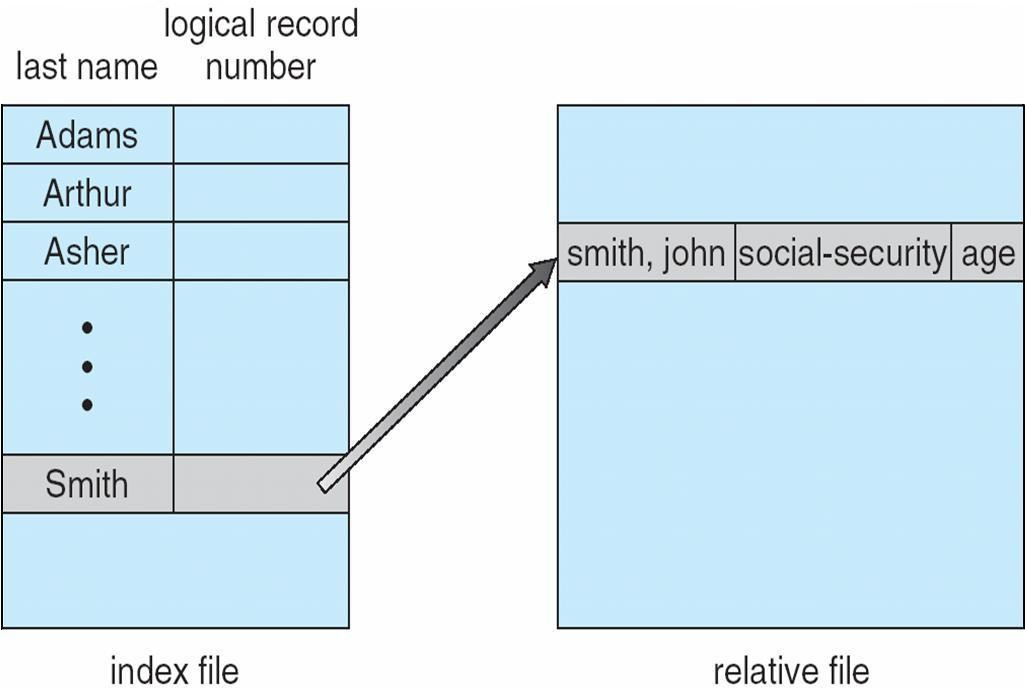 logical record
last name number
Adams
Arthur
Asher
Smith
smith, john social-security age
index file relative file